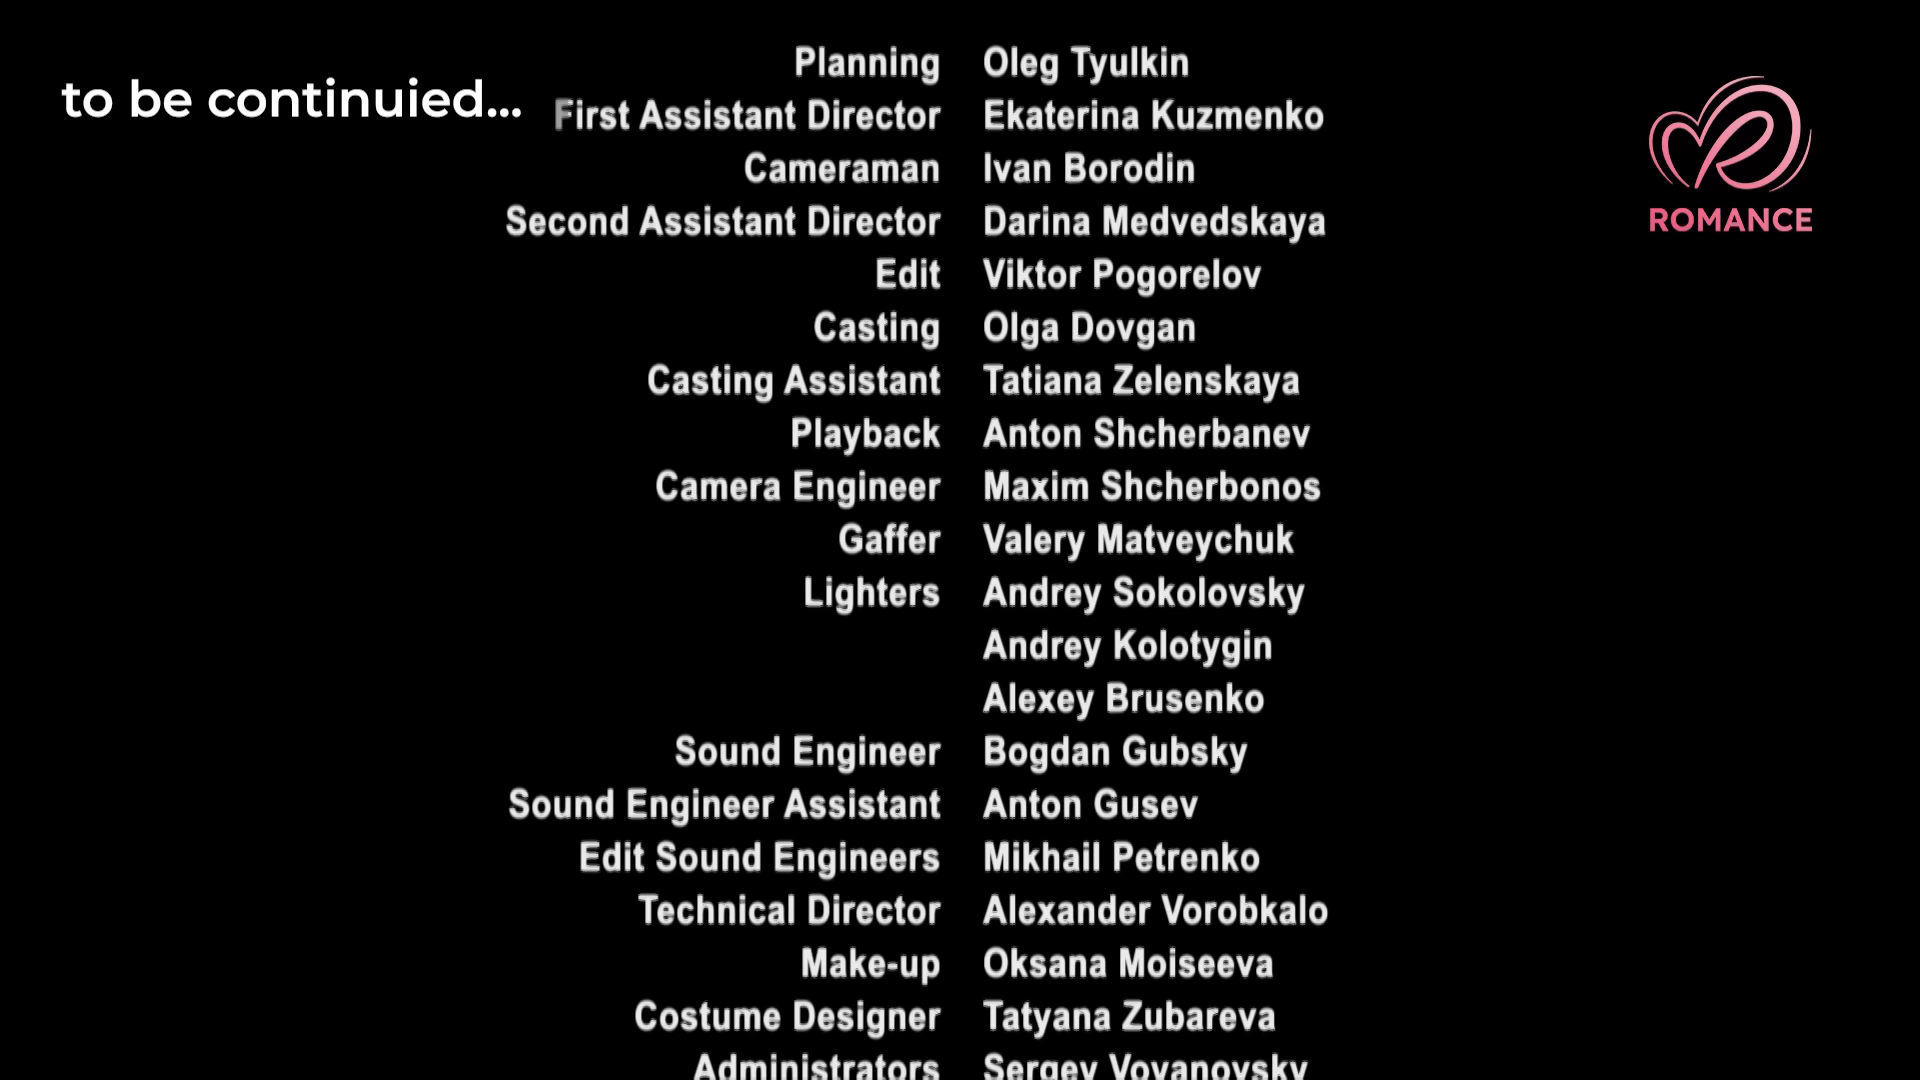 to be continuied...
Planning Oleg Tyulkin
First Assistant Director Ekaterina Kuzmenko
Cameraman Ivan Borodin
Second Assistant Director Darina Medvedskaya
Edit Viktor Pogorelov
Casting Olga Dovgan
Casting Assistant Tatiana Zelenskaya
Playback Anton Shcherbanev
Camera Engineer Maxim Shcherbonos
Gaffer Valery Matveychuk
Lighters Andrey Sokolovsky
Andrey Kolotygin
Alexey Brusenko
Sound Engineer Bogdan Gubsky
Sound Engineer Assistant Anton Gusev
Edit Sound Engineers Mikhail Petrenko
Technical Director Alexander Vorobkalo
Make-up Oksana Moiseeva
Costume Designer Tatyana Zubareva
Administrators Sergey Voyanovsky
ROMANCE